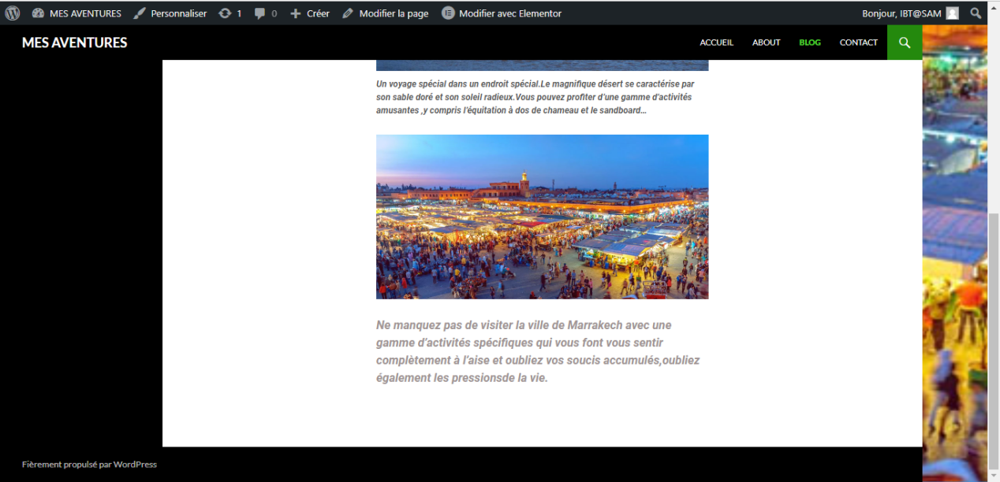 MES AVENTURES Personnaliser 1 0 Créer Modifier la page Modifier avec Elementor Bonjour, IBT@SAM
MES AVENTURES ACCUEIL ABOUT BLOG CONTACT
Un voyage spécial dans un endroit spécial.Le magnifique désert se caractérise par
son sable doré et son soleil radieux.Vous pouvez profiter d'une gamme d'activités
amusantes ,y compris l'équitation à dos de chameau et le sandboard…
Ne manquez pas de visiter la ville de Marrakech avec une
gamme d'activités spécifiques qui vous font vous sentir
complètement à l'aise et oubliez vos soucis accumulés,oubliez
également les pressionsde la vie.
Fièrement propulsé par WordPress